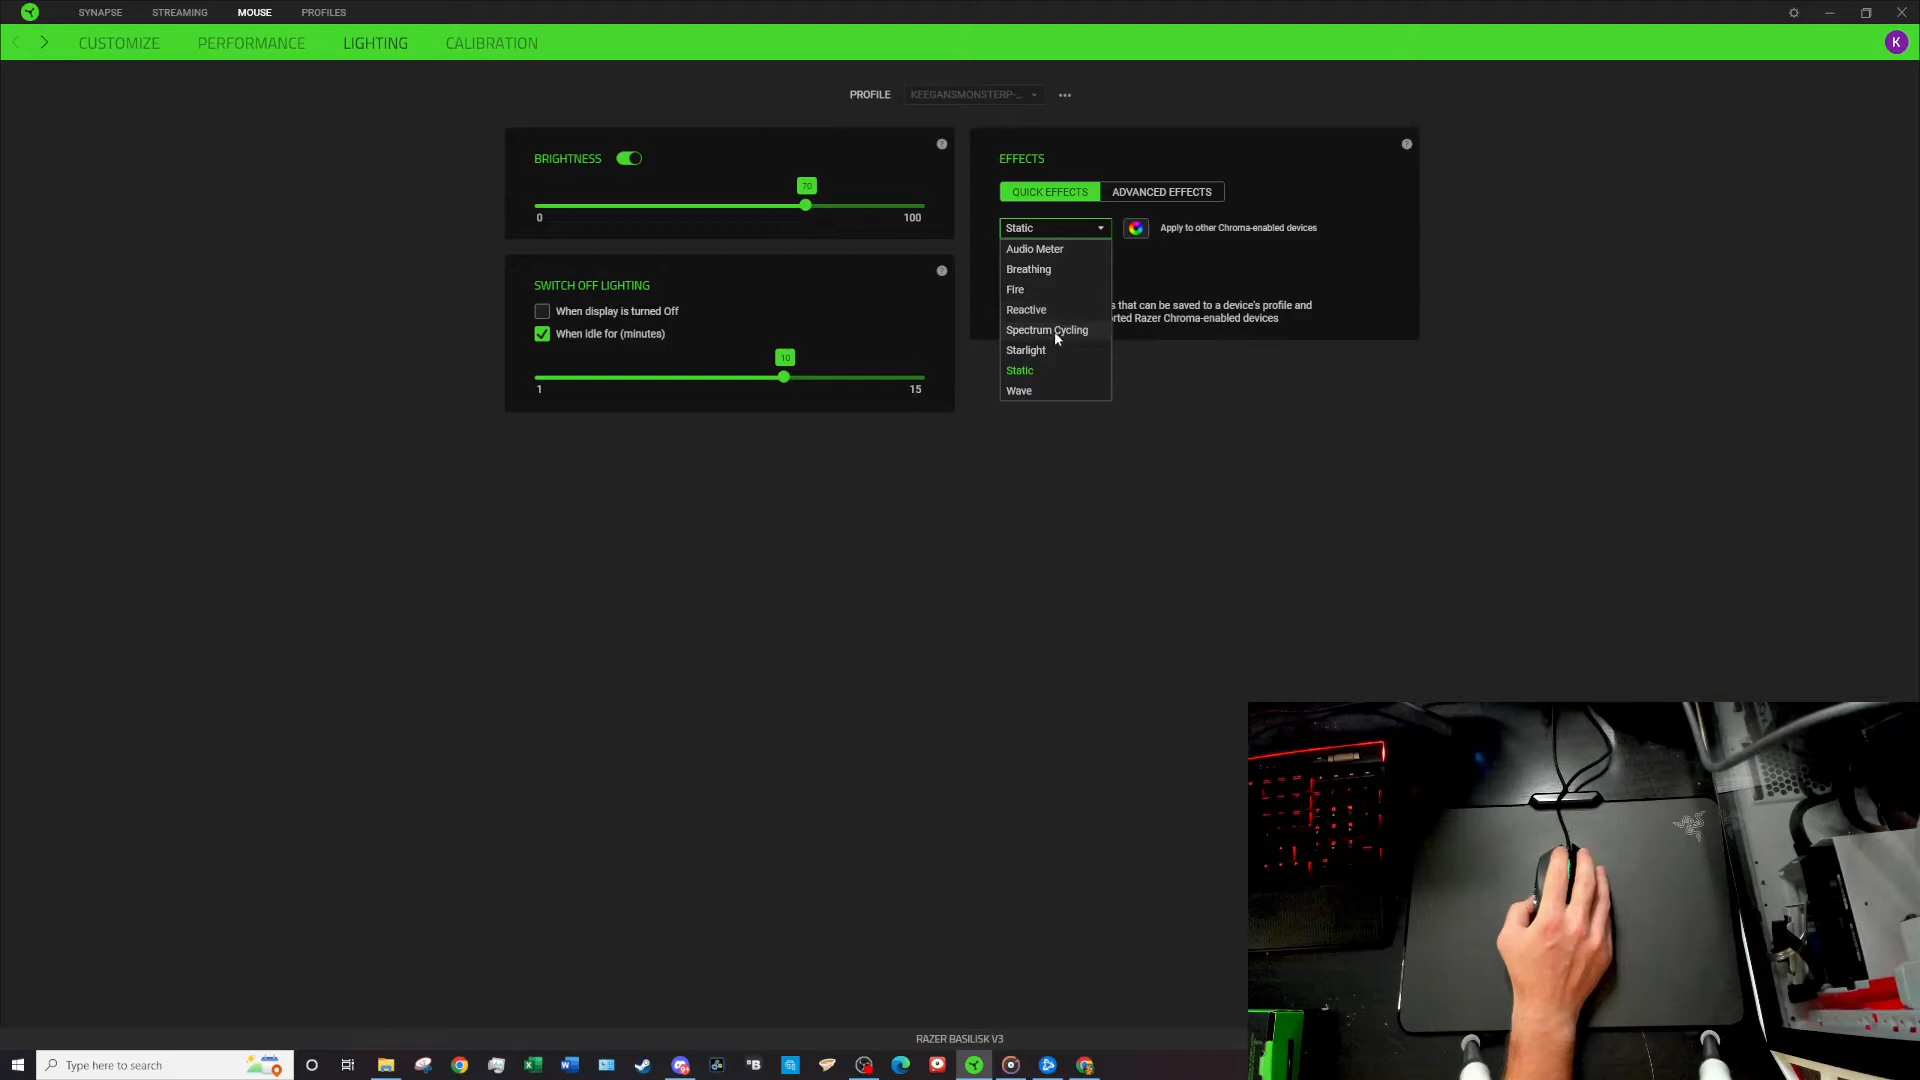 SYNAPSE STREAMING MOUSE PROFILES
CUSTOMIZE PERFORMANCE LIGHTING CALIBRATION
K
PROFILE KEEGANSMONSTERP-...
BRIGHTNESS
70
0 100
SWITCH OFF LIGHTING
When display is turned Off
When idle for (minutes)
10
1 15
EFFECTS
QUICK EFFECTS ADVANCED EFFECTS
Static Apply to other Chroma-enabled devices
Audio Meter
Breathing
Fire
Reactive
Spectrum Cycling
Starlight
Static
Wave
s that can be saved to a device's profile and
rted Razer Chroma-enabled devices
RAZER BASILISK V3
Type here to search